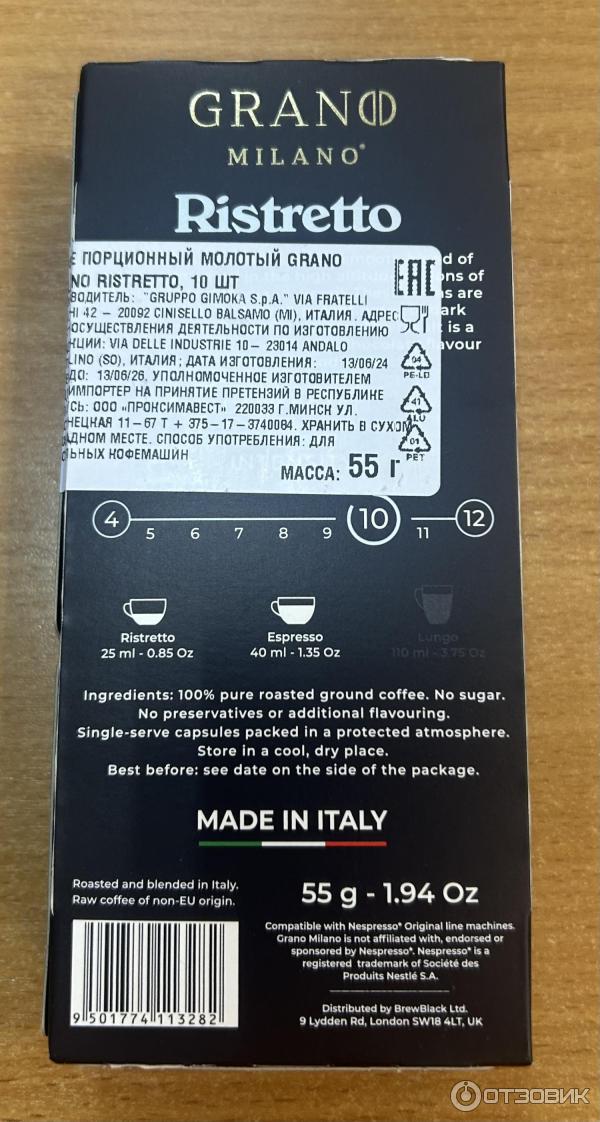 GRANO
MILANO®
Ristretto
ПОРЦИОННЫЙ МОЛОТЫЙ GRANO
NO RISTRETTO, 10 ШТ
ВОДИТЕЛЬ: "GRUPPO GIMOKA S.p.A." VIA FRATELLI
HI 42 – 20092 CINISELLO BALSAMO (MI), ИТАЛИЯ. АДРЕС
ОСУЩЕСТВЛЕНИЯ ДЕЯТЕЛЬНОСТИ ПО ИЗГОТОВЛЕНИЮ
КЦИИ: VIA DELLE INDUSTRIE 10– 23014 ANDALO
LINO (SO), ИТАЛИЯ; ДАТА ИЗГОТОВЛЕНИЯ: 13/06/24
ДО: 13/06/26. УПОЛНОМОЧЕННОЕ ИЗГОТОВИТЕЛЕМ
ИМПОРТЕР НА ПРИНЯТИЕ ПРЕТЕНЗИЙ В РЕСПУБЛИКЕ
СЬ: ООО «ПРОКСИМАВЕСТ» 220033 Г.МИНСК УЛ.
НЕЦКАЯ 11–67 Т + 375–17–3740084. ХРАНИТЬ В СУХОМ
АДНОМ МЕСТЕ. СПОСОБ УПОТРЕБЛЕНИЯ: ДЛЯ
ЛЬНЫХ КОФЕМАШИН
МАССА: 55 г
EAC
d of
ons of
s are
ark
t is a
flavour
04
PE-LD
41
ALU
01
PET
4 5 6 7 8 9 10 11 12
Ristretto Espresso Lungo
25 ml - 0.85 Oz 40 ml - 1.35 Oz 110 ml - 3.75 Oz
Ingredients: 100% pure roasted ground coffee. No sugar.
No preservatives or additional flavouring.
Single-serve capsules packed in a protected atmosphere.
Store in a cool, dry place.
Best before: see date on the side of the package.
MADE IN ITALY
Roasted and blended in Italy.
Raw coffee of non-EU origin.
9 501774 113282
55 g - 1.94 Oz
Compatible with Nespresso® Original line machines.
Grano Milano is not affiliated with, endorsed or
sponsored by Nespresso®. Nespresso® is a
registered trademark of Société des
Produits Nestlé S.A.
Distributed by BrewBlack Ltd.
9 Lydden Rd, London SW18 4LT, UK
ОТЗОВИК